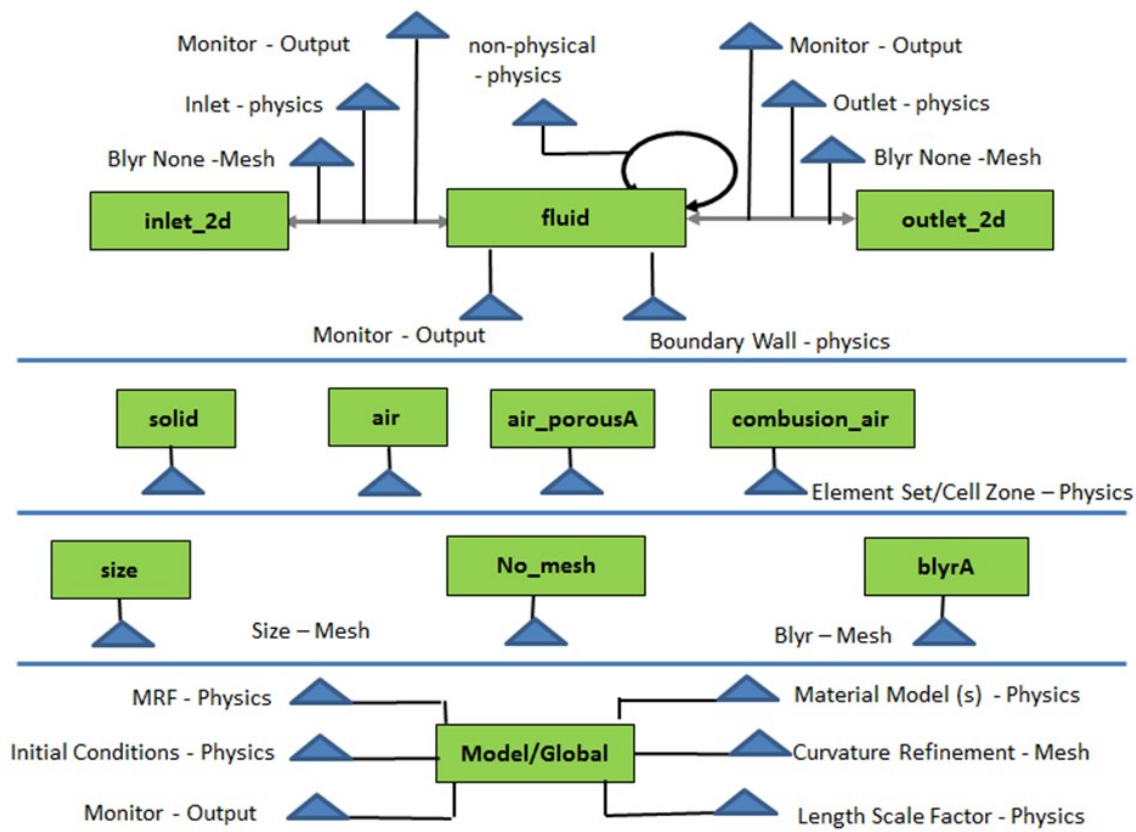 Monitor - Output
non-physical
- physics
Monitor - Output
Inlet - physics
Outlet - physics
Blyr None -Mesh
Blyr None -Mesh
inlet_2d
fluid
outlet_2d
Monitor - Output
Boundary Wall - physics
solid
air
air_porousA
combusion_air
Element Set/Cell Zone – Physics
size
No_mesh
blyrA
Size – Mesh
Blyr – Mesh
MRF - Physics
Material Model (s) - Physics
Initial Conditions - Physics
Model/Global
Curvature Refinement - Mesh
Monitor - Output
Length Scale Factor - Physics